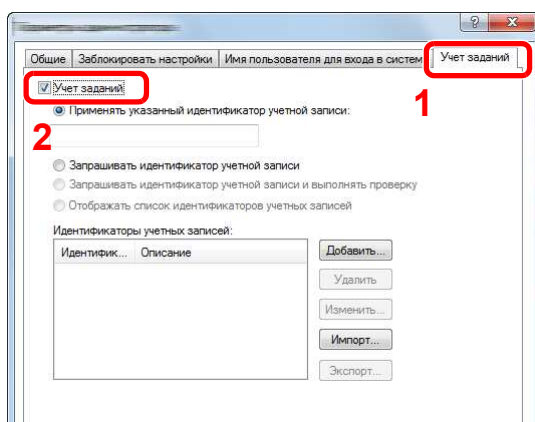 Общие Заблокировать настройки Имя пользователя для входа в систем Учет заданий
1
Учет заданий
Применять указанный идентификатор учетной записи:
2
Запрашивать идентификатор учетной записи
Запрашивать идентификатор учетной записи и выполнять проверку
Отображать список идентификаторов учетных записей
Идентификаторы учетных записей:
Идентифик... Описание
Добавить...
Удалить
Изменить...
Импорт...
Экспорт...